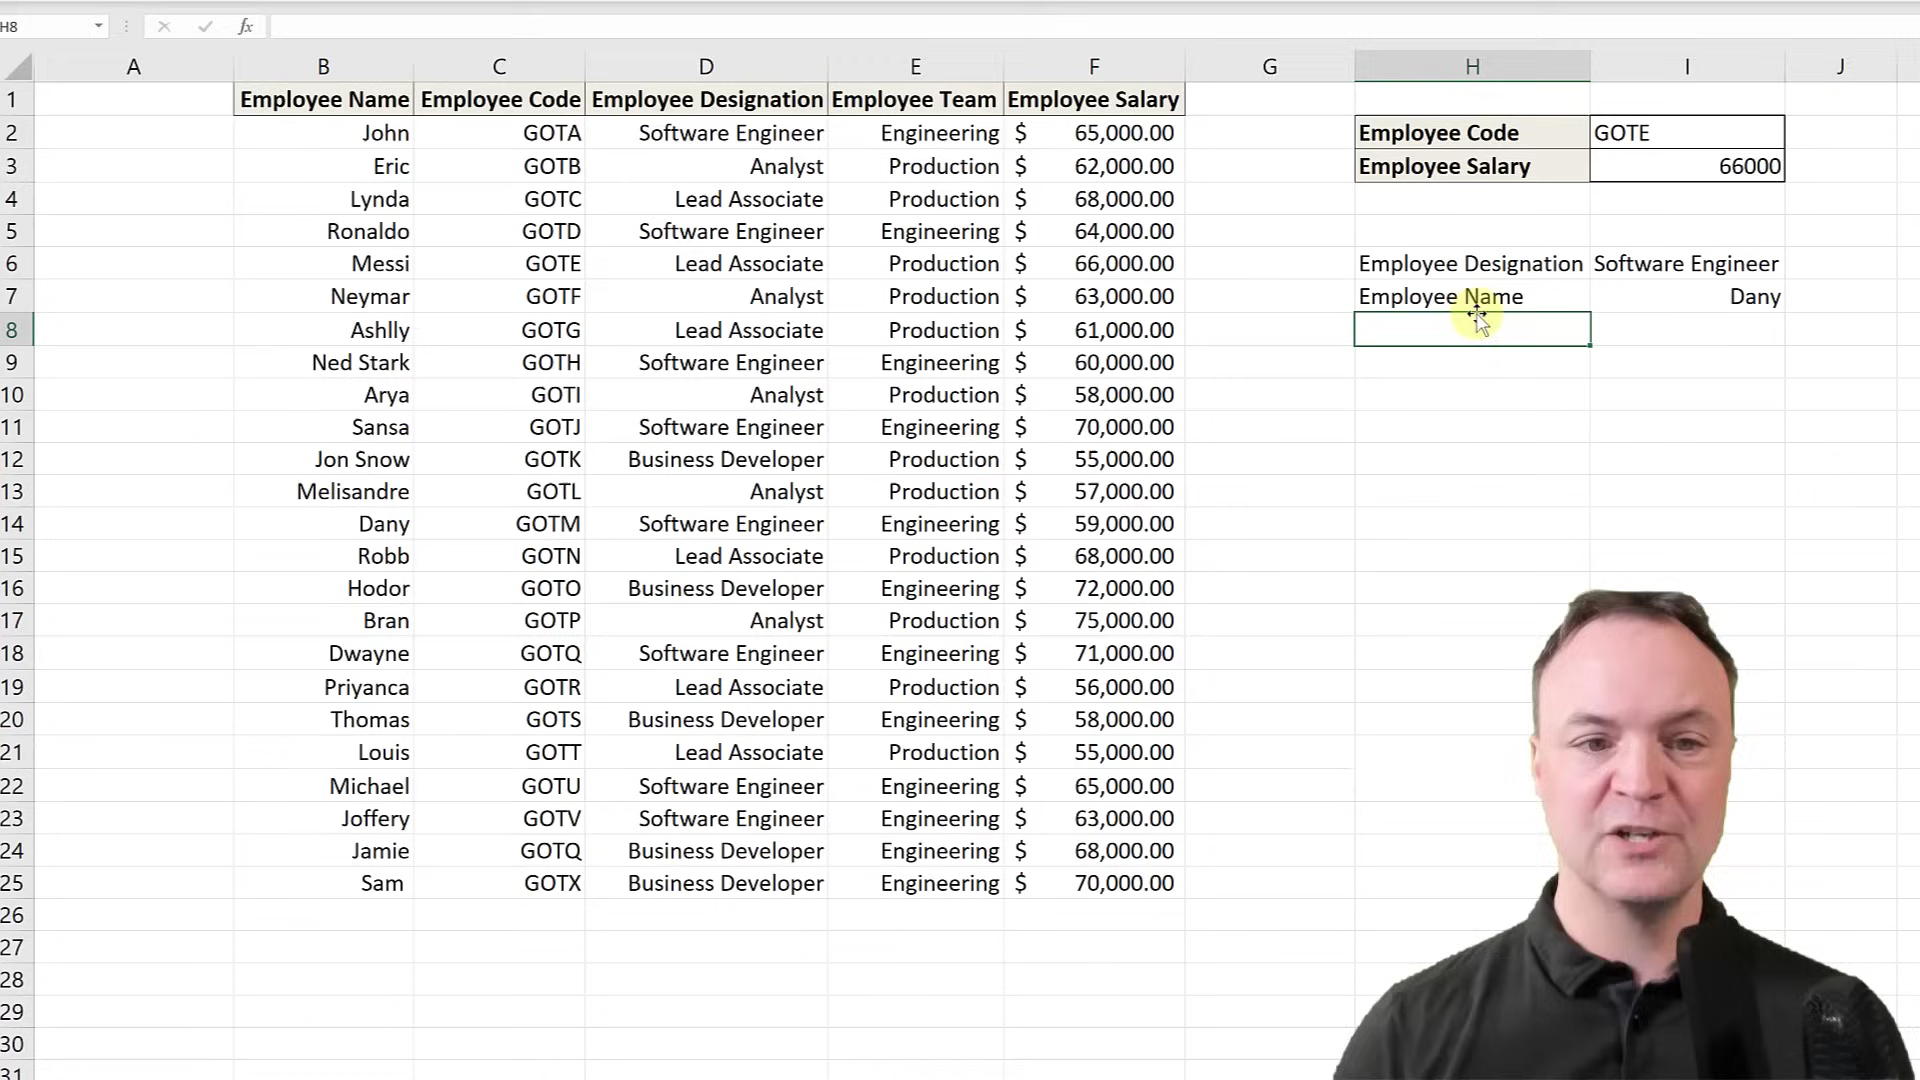 H8 fx
A B C D E F G H I J
1 Employee Name Employee Code Employee Designation Employee Team Employee Salary
2 John GOTA Software Engineer Engineering $ 65,000.00 Employee Code GOTE
3 Eric GOTB Analyst Production $ 62,000.00 Employee Salary 66000
4 Lynda GOTC Lead Associate Production $ 68,000.00
5 Ronaldo GOTD Software Engineer Engineering $ 64,000.00
6 Messi GOTE Lead Associate Production $ 66,000.00 Employee Designation Software Engineer
7 Neymar GOTF Analyst Production $ 63,000.00 Employee Name Dany
8 Ashlly GOTG Lead Associate Production $ 61,000.00
9 Ned Stark GOTH Software Engineer Engineering $ 60,000.00
10 Arya GOTI Analyst Production $ 58,000.00
11 Sansa GOTJ Software Engineer Engineering $ 70,000.00
12 Jon Snow GOTK Business Developer Production $ 55,000.00
13 Melisandre GOTL Analyst Production $ 57,000.00
14 Dany GOTM Software Engineer Engineering $ 59,000.00
15 Robb GOTN Lead Associate Production $ 68,000.00
16 Hodor GOTO Business Developer Engineering $ 72,000.00
17 Bran GOTP Analyst Production $ 75,000.00
18 Dwayne GOTQ Software Engineer Engineering $ 71,000.00
19 Priyanca GOTR Lead Associate Production $ 56,000.00
20 Thomas GOTS Business Developer Engineering $ 58,000.00
21 Louis GOTT Lead Associate Production $ 55,000.00
22 Michael GOTU Software Engineer Engineering $ 65,000.00
23 Joffery GOTV Software Engineer Engineering $ 63,000.00
24 Jamie GOTQ Business Developer Engineering $ 68,000.00
25 Sam GOTX Business Developer Engineering $ 70,000.00
26
27
28
29
30
31